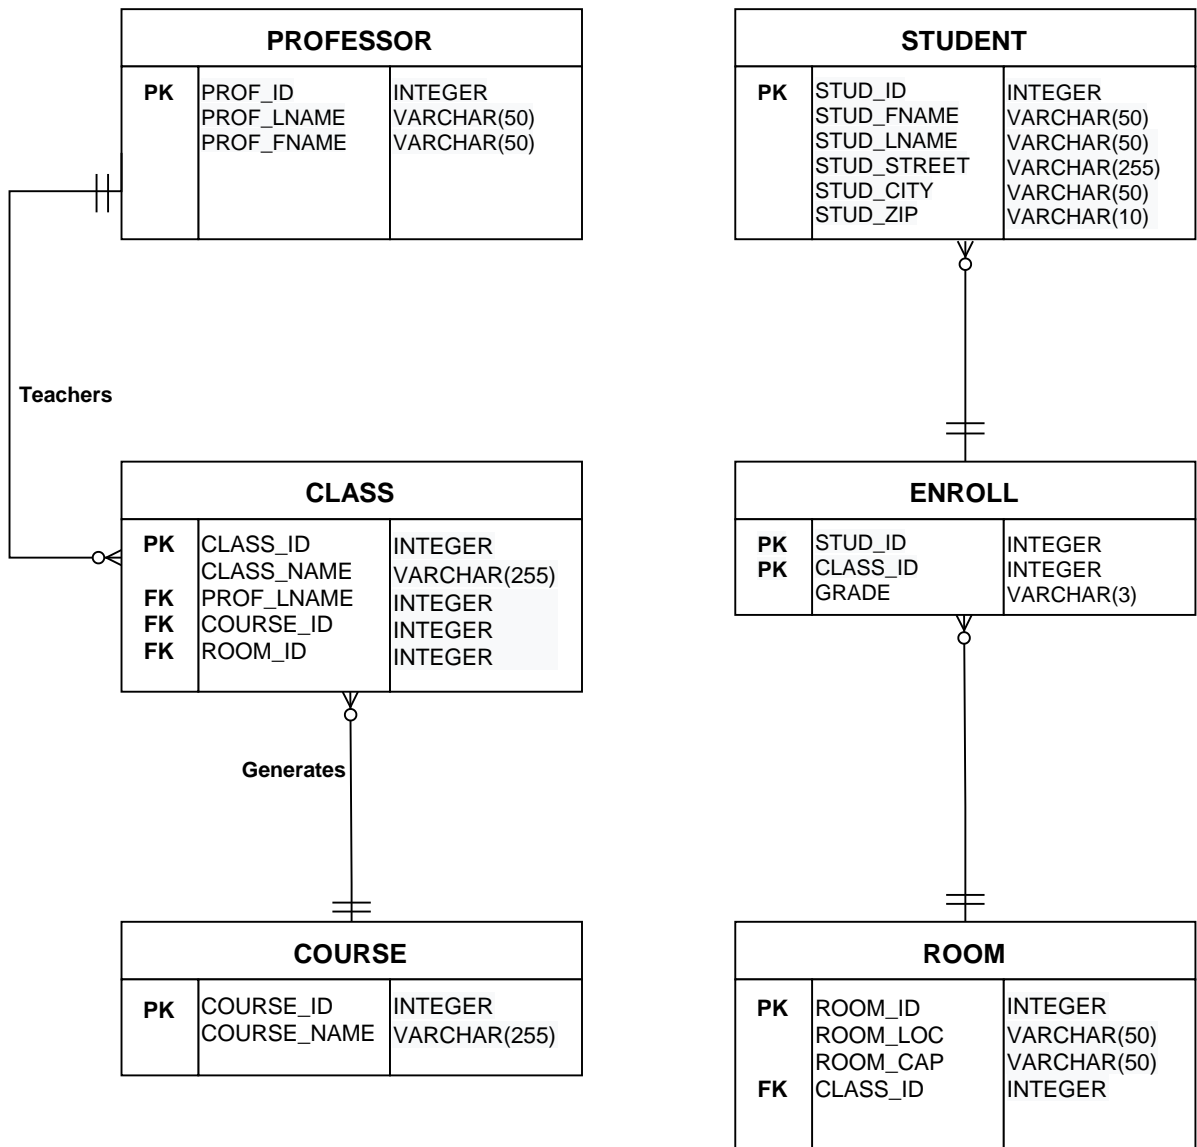 PROFESSOR
PK PROF_ID INTEGER
PROF_LNAME VARCHAR(50)
PROF_FNAME VARCHAR(50)
STUDENT
PK STUD_ID INTEGER
STUD_FNAME VARCHAR(50)
STUD_LNAME VARCHAR(50)
STUD_STREET VARCHAR(255)
STUD_CITY VARCHAR(50)
STUD_ZIP VARCHAR(10)
Teachers
CLASS
PK CLASS_ID INTEGER
CLASS_NAME VARCHAR(255)
FK PROF_LNAME INTEGER
FK COURSE_ID INTEGER
FK ROOM_ID INTEGER
ENROLL
PK STUD_ID INTEGER
PK CLASS_ID INTEGER
GRADE VARCHAR(3)
Generates
COURSE
PK COURSE_ID INTEGER
COURSE_NAME VARCHAR(255)
ROOM
PK ROOM_ID INTEGER
ROOM_LOC VARCHAR(50)
ROOM_CAP VARCHAR(50)
FK CLASS_ID INTEGER